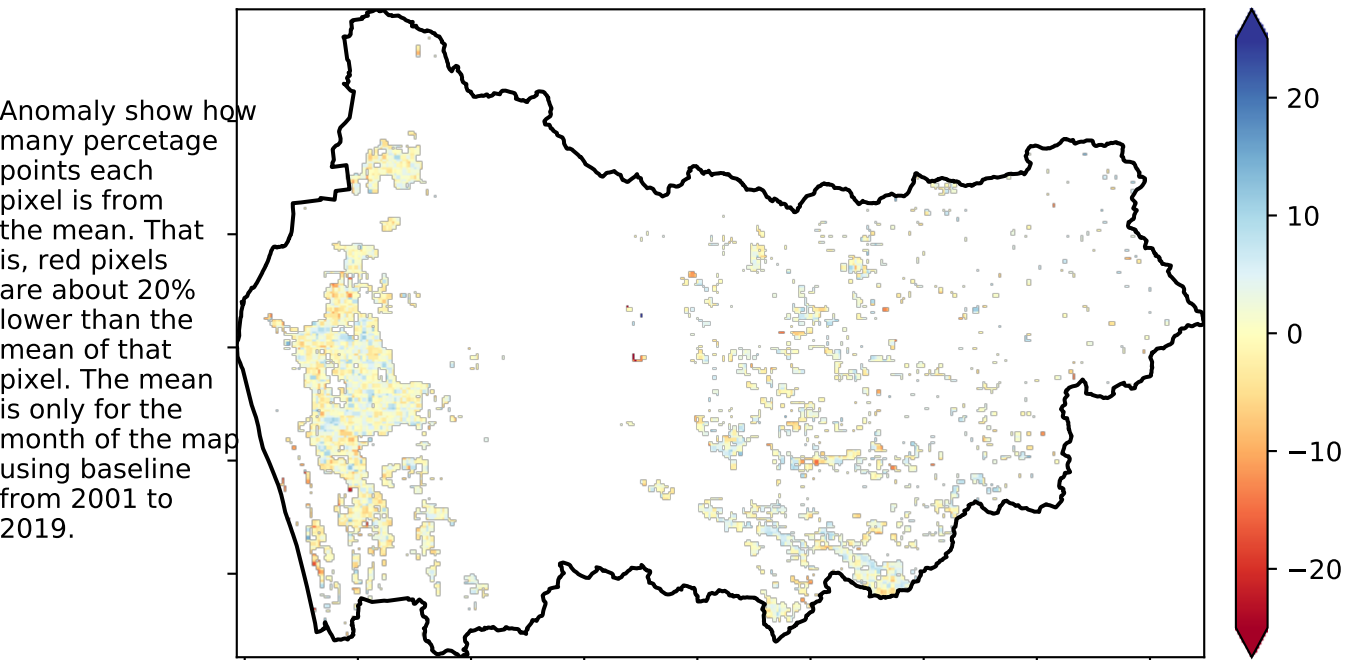 Anomaly show how
many percetage
points each
pixel is from
the mean. That
is, red pixels
are about 20%
lower than the
mean of that
pixel. The mean
is only for the
month of the map
using baseline
from 2001 to
2019.
20
10
0
−10
−20